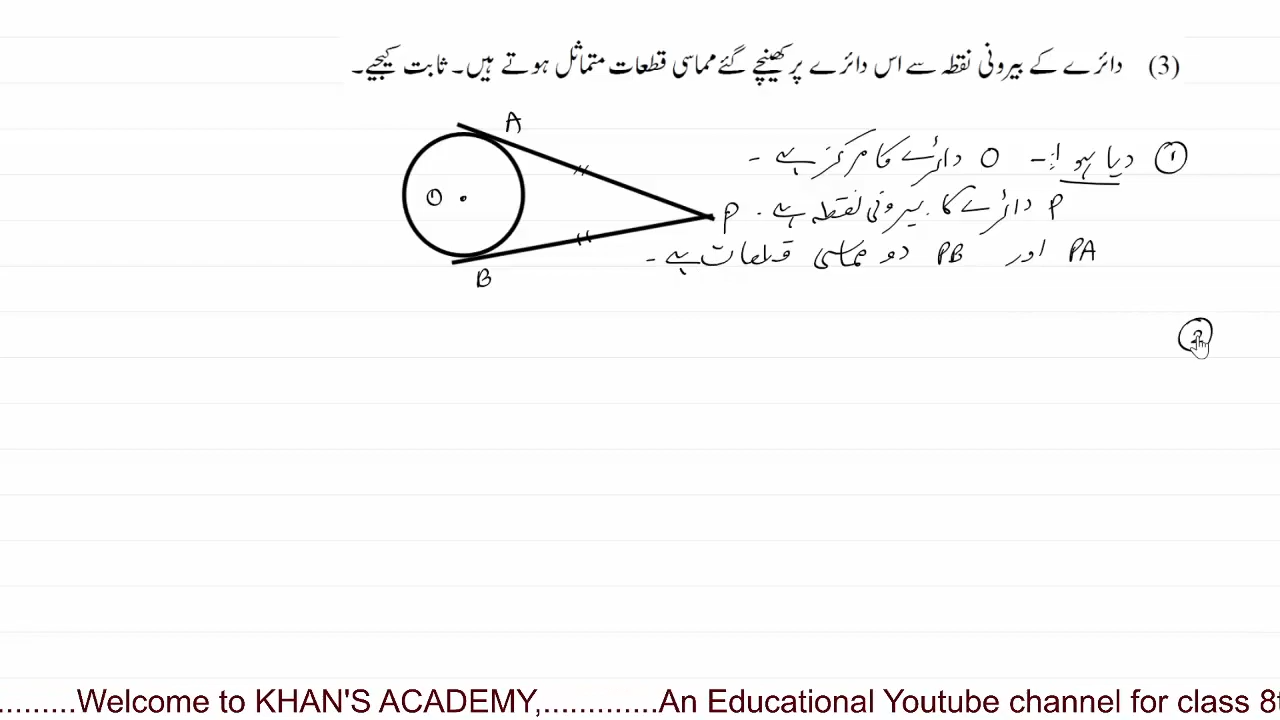 (3) دائرے کے بیرونی نقطہ سے اس دائرے پر کھینچے گئے مماسی قطعات متماثل ہوتے ہیں۔ ثابت کیجیے۔
A
O
P
B
① دیا ہوا :- O دائرے کا مرکز ہے -
P دائرے کا بیرونی نقطہ ہے .
PA اور PB دو مماسی قطعات ہے -
②
.........Welcome to KHAN'S ACADEMY,.............An Educational Youtube channel for class 8t